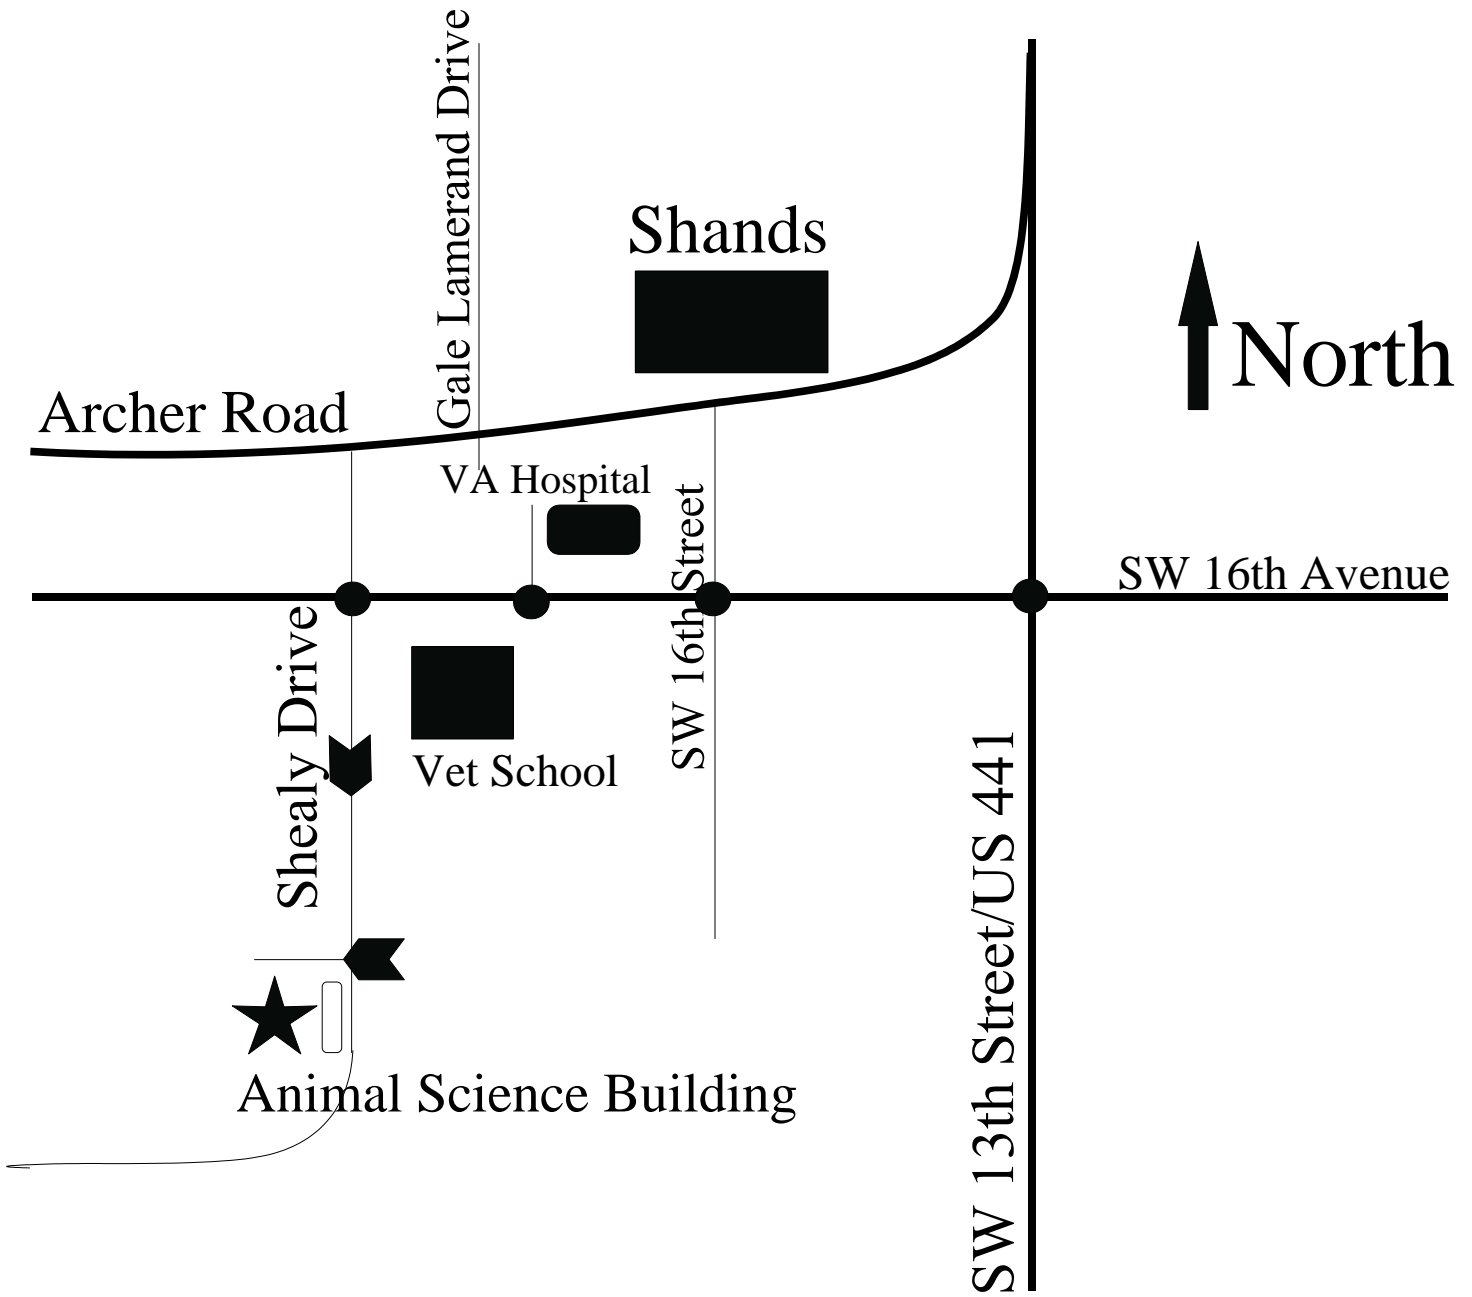 Gale Lamerand Drive
Shands
North
Archer Road
VA Hospital
SW 16th Street
SW 16th Avenue
Shealy Drive
Vet School
SW 13th Street/US 441
Animal Science Building